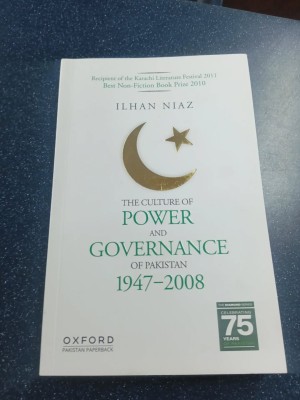 Recipient of the Karachi Literature Festival 2011
Best Non-Fiction Book Prize 2010
ILHAN NIAZ
THE CULTURE OF
POWER
AND
GOVERNANCE
OF PAKISTAN
1947–2008
CELEBRATING
75
YEARS
OXFORD
PAKISTAN PAPERBACK